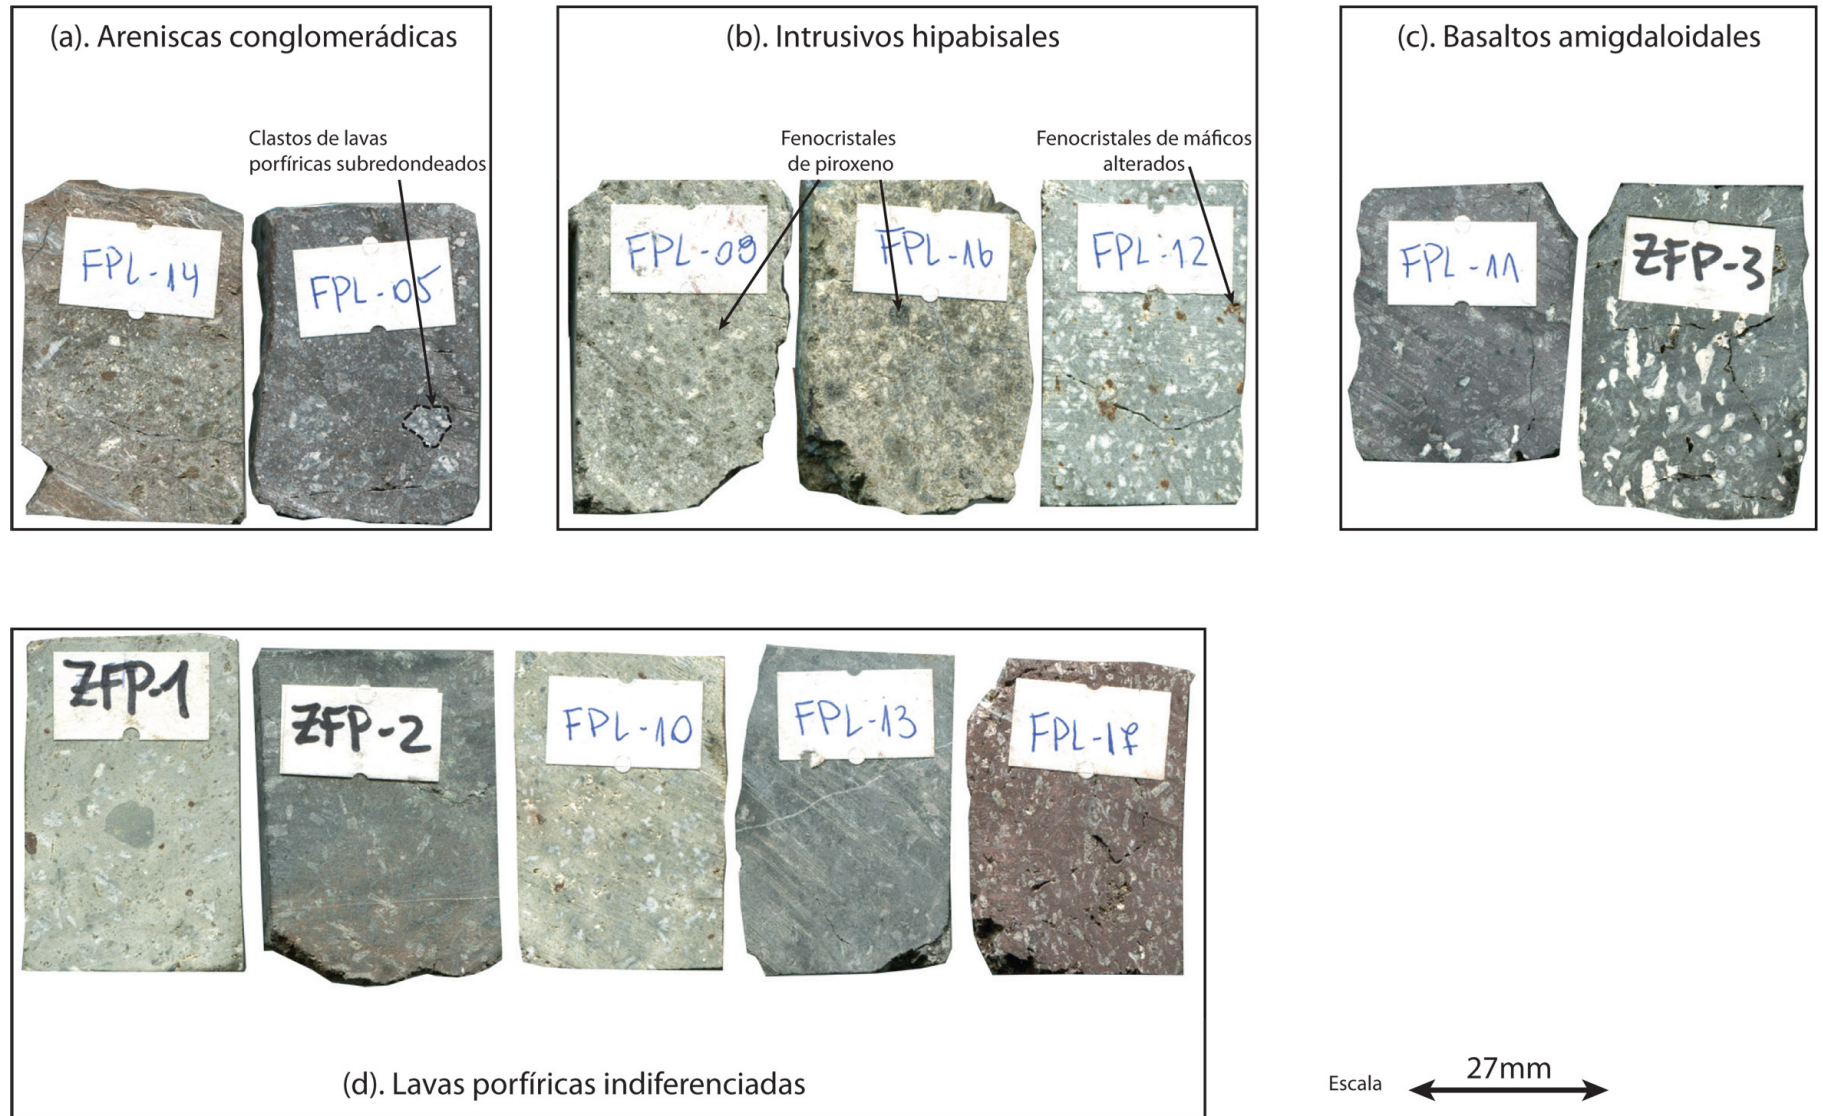 (a). Areniscas conglomerádicas
Clastos de lavas
porfíricas subredondeados
FPL-14
FPL-05
(b). Intrusivos hipabisales
Fenocristales
de piroxeno
Fenocristales de máficos
alterados
FPL-09
FPL-16
FPL-12
(c). Basaltos amigdaloidales
FPL-11
ZFP-3
ZFP-1
ZFP-2
FPL-10
FPL-13
FPL-17
(d). Lavas porfíricas indiferenciadas
Escala
27mm